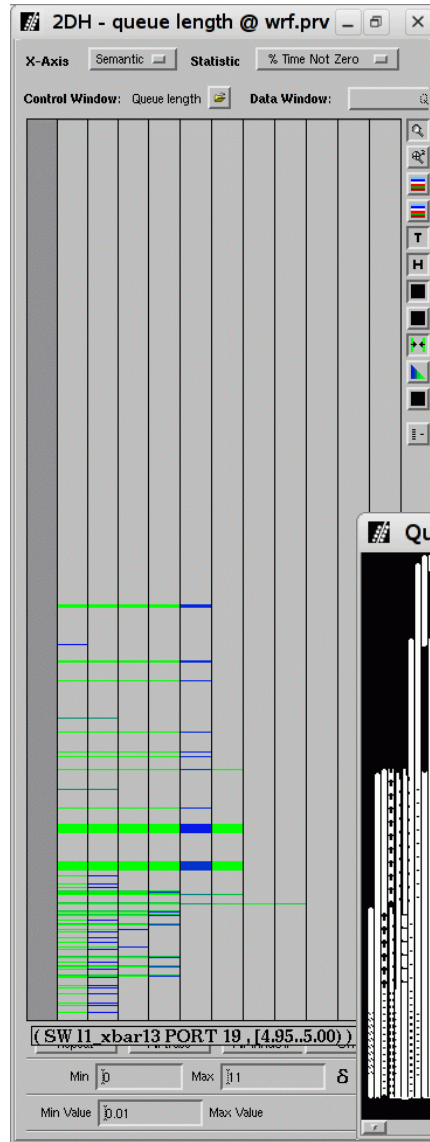 2DH - queue length @ wrf.prv
X-Axis Semantic Statistic % Time Not Zero
Control Window: Queue length Data Window: Q
T
H
Qu
( SW l1_xbar13 PORT 19 , [4.95..5.00) )
Min 0 Max 11 δ
Min Value 0.01 Max Value